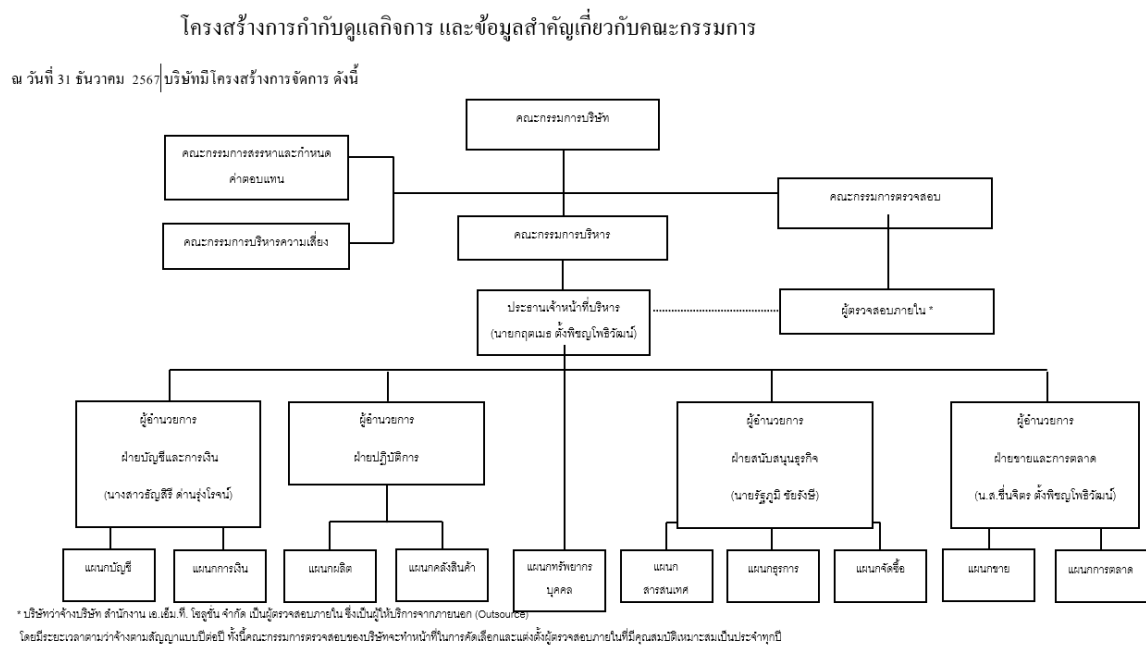 โครงสร้างการกำกับดูแลกิจการ และข้อมูลสำคัญเกี่ยวกับคณะกรรมการ
ณ วันที่ 31 ธันวาคม 2567 บริษัทมีโครงสร้างการจัดการ ดังนี้
คณะกรรมการบริษัท
คณะกรรมการสรรหาและกำหนด
ค่าตอบแทน
คณะกรรมการตรวจสอบ
คณะกรรมการบริหารความเสี่ยง
คณะกรรมการบริหาร
ประธานเจ้าหน้าที่บริหาร
(นายกฤตเมธ ตั้งพิชญโพธิวัฒน์)
ผู้ตรวจสอบภายใน *
ผู้อำนวยการ
ฝ่ายบัญชีและการเงิน
(นางสาวธัญสิรี ด่านรุ่งโรจน์)
ผู้อำนวยการ
ฝ่ายปฏิบัติการ
ผู้อำนวยการ
ฝ่ายสนับสนุนธุรกิจ
(นายรัฐภูมิ ชัยรังษี)
ผู้อำนวยการ
ฝ่ายขายและการตลาด
(น.ส.ชื่นจิตร ตั้งพิชญโพธิวัฒน์)
แผนกบัญชี
แผนกการเงิน
แผนกผลิต
แผนกคลังสินค้า
แผนกทรัพยากร
บุคคล
แผนก
สารสนเทศ
แผนกธุรการ
แผนกจัดซื้อ
แผนกขาย
แผนกการตลาด
* บริษัทว่าจ้างบริษัท สำนักงาน เอ.เอ็ม.ที. โซลูชั่น จำกัด เป็นผู้ตรวจสอบภายใน ซึ่งเป็นผู้ให้บริการจากภายนอก (Outsource)
โดยมีระยะเวลาตามว่าจ้างตามสัญญาแบบปีต่อปี ทั้งนี้คณะกรรมการตรวจสอบของบริษัทจะทำหน้าที่ในการคัดเลือกและแต่งตั้งผู้ตรวจสอบภายในที่มีคุณสมบัติเหมาะสมเป็นประจำทุกปี